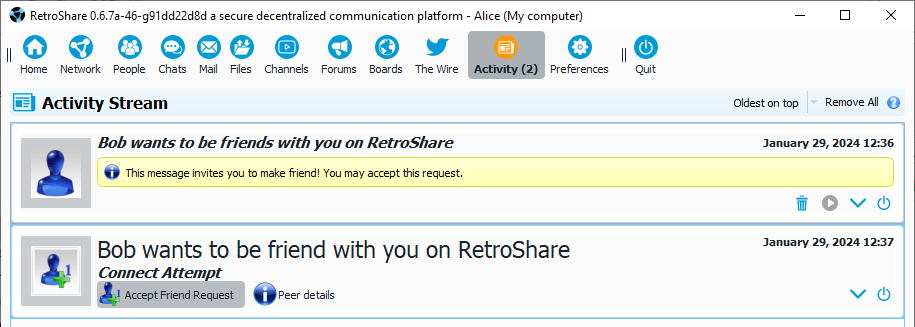 RetroShare 0.6.7a-46-g91dd22d8d a secure decentralized communication platform - Alice (My computer)
Home Network People Chats Mail Files Channels Forums Boards The Wire Activity (2) Preferences Quit
Activity Stream Oldest on top Remove All ?
Bob wants to be friends with you on RetroShare January 29, 2024 12:36
This message invites you to make friend! You may accept this request.
Bob wants to be friend with you on RetroShare January 29, 2024 12:37
Connect Attempt
Accept Friend Request Peer details